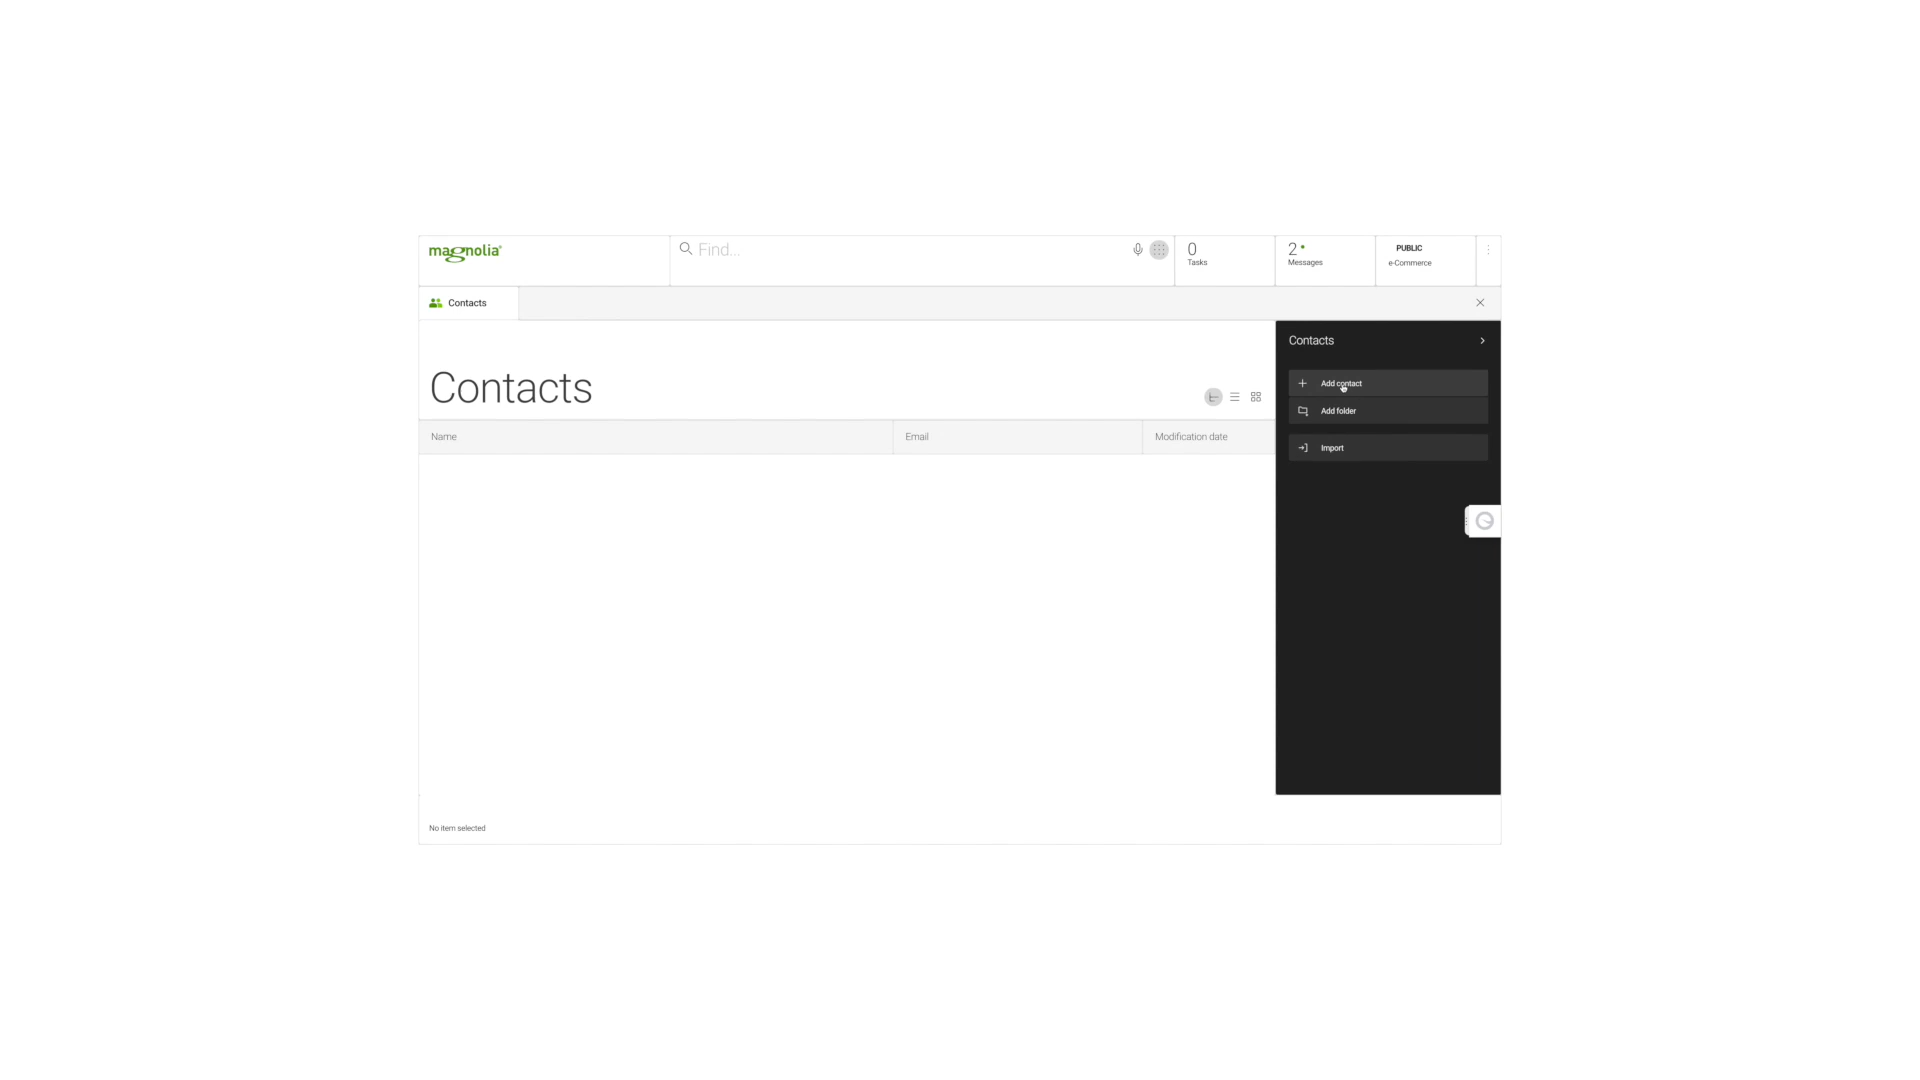 magnolia
Find...
0
Tasks
2
Messages
PUBLIC
e-Commerce
Contacts
Contacts
Contacts
Add contact
Add folder
Import
Name
Email
Modification date
No item selected